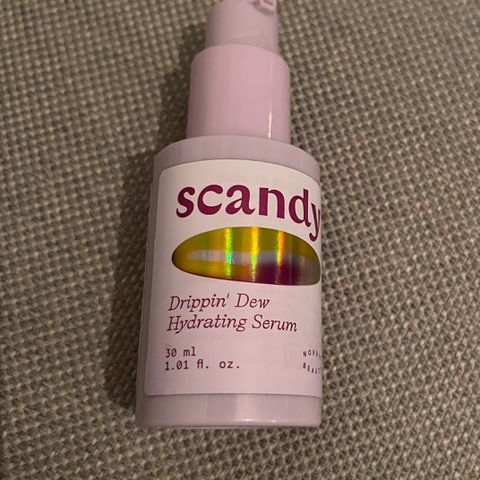 scandy
Drippin' Dew
Hydrating Serum
30 ml
1.01 fl. oz.